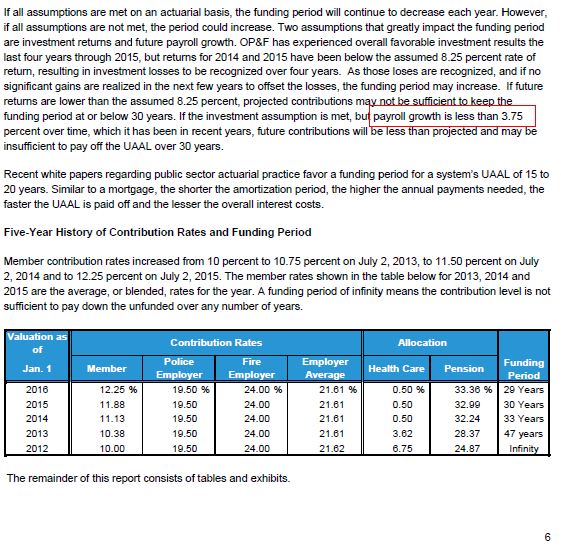 If all assumptions are met on an actuarial basis, the funding period will continue to decrease each year. However,
if all assumptions are not met, the period could increase. Two assumptions that greatly impact the funding period
are investment returns and future payroll growth. OP&F has experienced overall favorable investment results the
last four years through 2015, but returns for 2014 and 2015 have been below the assumed 8.25 percent rate of
return, resulting in investment losses to be recognized over four years. As those loses are recognized, and if no
significant gains are realized in the next few years to offset the losses, the funding period may increase. If future
returns are lower than the assumed 8.25 percent, projected contributions may not be sufficient to keep the
funding period at or below 30 years. If the investment assumption is met, but payroll growth is less than 3.75
percent over time, which it has been in recent years, future contributions will be less than projected and may be
insufficient to pay off the UAAL over 30 years.
Recent white papers regarding public sector actuarial practice favor a funding period for a system's UAAL of 15 to
20 years. Similar to a mortgage, the shorter the amortization period, the higher the annual payments needed, the
faster the UAAL is paid off and the lesser the overall interest costs.
Five-Year History of Contribution Rates and Funding Period
Member contribution rates increased from 10 percent to 10.75 percent on July 2, 2013, to 11.50 percent on July
2, 2014 and to 12.25 percent on July 2, 2015. The member rates shown in the table below for 2013, 2014 and
2015 are the average, or blended, rates for the year. A funding period of infinity means the contribution level is not
sufficient to pay down the unfunded over any number of years.
Valuation as of Jan. 1 Contribution Rates Allocation Funding Period
Member Police Employer Fire Employer Employer Average Health Care Pension
2016 12.25 % 19.50 % 24.00 % 21.61 % 0.50 % 33.36 % 29 Years
2015 11.88 19.50 24.00 21.61 0.50 32.99 30 Years
2014 11.13 19.50 24.00 21.61 0.50 32.24 33 Years
2013 10.38 19.50 24.00 21.61 3.62 28.37 47 years
2012 10.00 19.50 24.00 21.62 6.75 24.87 Infinity
The remainder of this report consists of tables and exhibits.
6